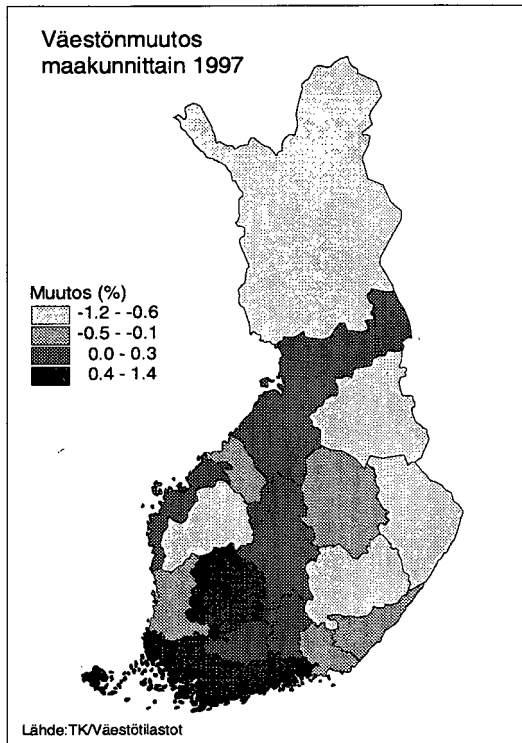 Väestönmuutos
maakunnittain 1997
Muutos (%)
-1.2 - -0.6
-0.5 - -0.1
0.0 - 0.3
0.4 - 1.4
Lähde:TK/Väestötilastot